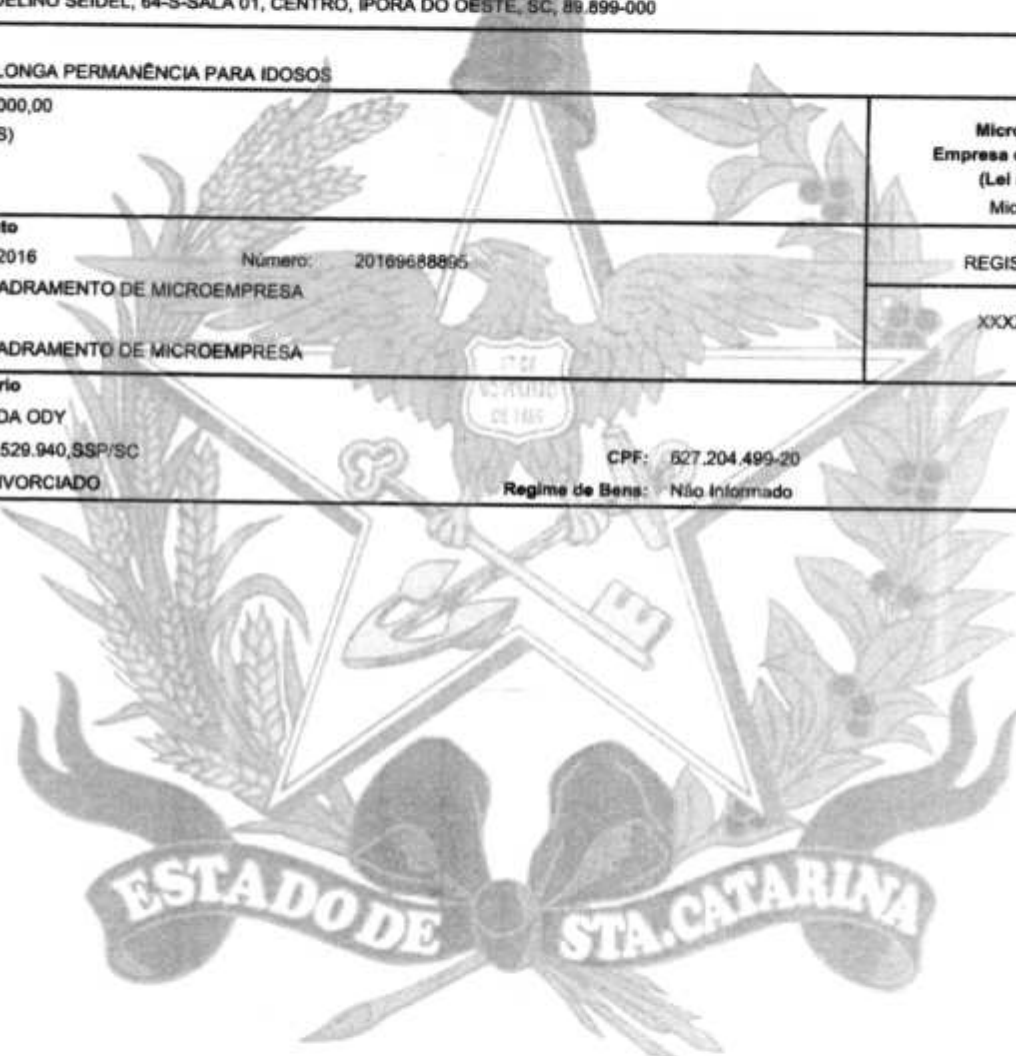 DELINO SEIDEL, 64-S-SALA 01, CENTRO, IPORA DO OESTE, SC, 89.899-000
LONGA PERMANÊNCIA PARA IDOSOS
000,00
S)
Micro
Empresa
(Lei
Mic
to
2016 Número: 20169688895
REGIS
ADRAMENTO DE MICROEMPRESA
XXX
ADRAMENTO DE MICROEMPRESA
rio
DA ODY
529.940,SSP/SC CPF: 627.204.499-20
IVORCIADO Regime de Bens: Não Informado
ESTADO DE STA.CATARINA